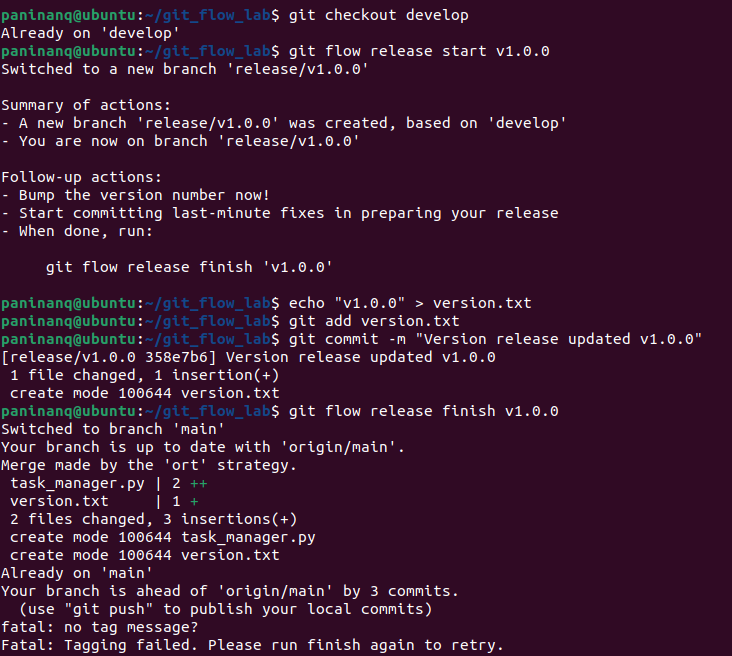 paninanq@ubuntu:~/git_flow_lab$ git checkout develop
Already on 'develop'
paninanq@ubuntu:~/git_flow_lab$ git flow release start v1.0.0
Switched to a new branch 'release/v1.0.0'

Summary of actions:
- A new branch 'release/v1.0.0' was created, based on 'develop'
- You are now on branch 'release/v1.0.0'

Follow-up actions:
- Bump the version number now!
- Start committing last-minute fixes in preparing your release
- When done, run:

     git flow release finish 'v1.0.0'

paninanq@ubuntu:~/git_flow_lab$ echo "v1.0.0" > version.txt
paninanq@ubuntu:~/git_flow_lab$ git add version.txt
paninanq@ubuntu:~/git_flow_lab$ git commit -m "Version release updated v1.0.0"
[release/v1.0.0 358e7b6] Version release updated v1.0.0
 1 file changed, 1 insertion(+)
 create mode 100644 version.txt
paninanq@ubuntu:~/git_flow_lab$ git flow release finish v1.0.0
Switched to branch 'main'
Your branch is up to date with 'origin/main'.
Merge made by the 'ort' strategy.
 task_manager.py | 2 ++
 version.txt     | 1 +
 2 files changed, 3 insertions(+)
 create mode 100644 task_manager.py
 create mode 100644 version.txt
Already on 'main'
Your branch is ahead of 'origin/main' by 3 commits.
  (use "git push" to publish your local commits)
fatal: no tag message?
Fatal: Tagging failed. Please run finish again to retry.